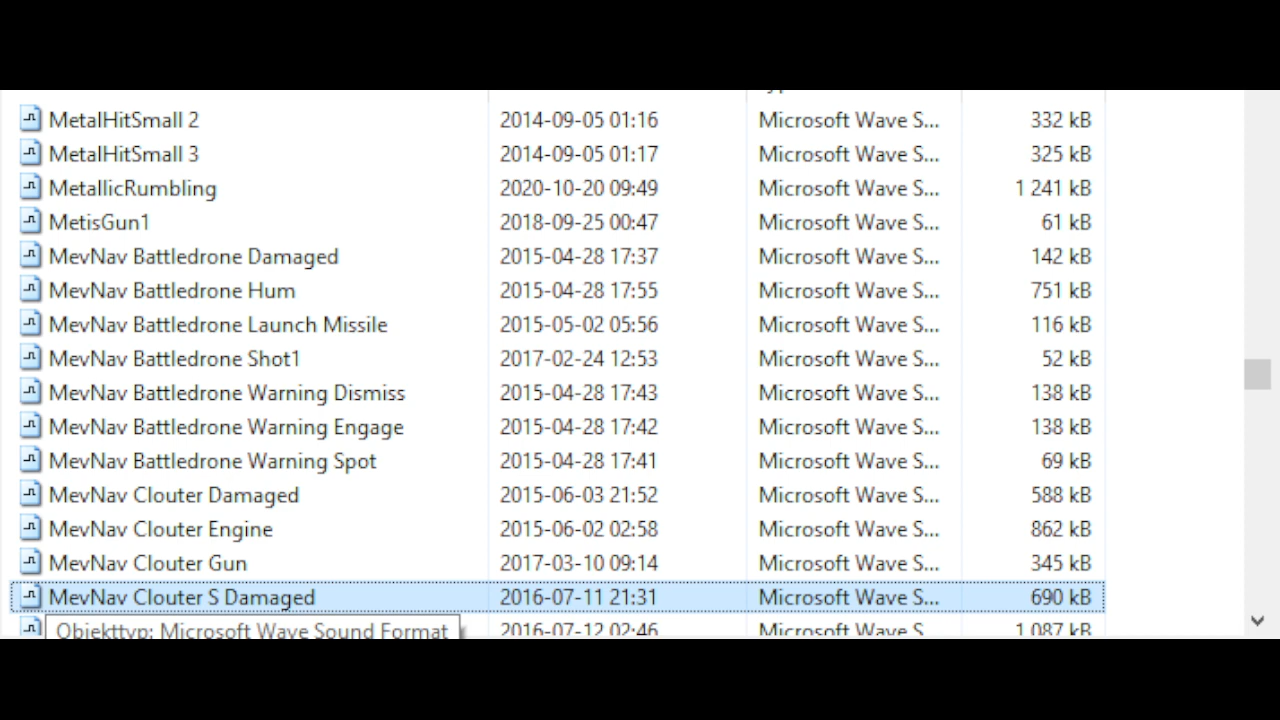 MetalHitSmall 2 2014-09-05 01:16 Microsoft Wave S... 332 kB
MetalHitSmall 3 2014-09-05 01:17 Microsoft Wave S... 325 kB
MetallicRumbling 2020-10-20 09:49 Microsoft Wave S... 1 241 kB
MetisGun1 2018-09-25 00:47 Microsoft Wave S... 61 kB
MevNav Battledrone Damaged 2015-04-28 17:37 Microsoft Wave S... 142 kB
MevNav Battledrone Hum 2015-04-28 17:55 Microsoft Wave S... 751 kB
MevNav Battledrone Launch Missile 2015-05-02 05:56 Microsoft Wave S... 116 kB
MevNav Battledrone Shot1 2017-02-24 12:53 Microsoft Wave S... 52 kB
MevNav Battledrone Warning Dismiss 2015-04-28 17:43 Microsoft Wave S... 138 kB
MevNav Battledrone Warning Engage 2015-04-28 17:42 Microsoft Wave S... 138 kB
MevNav Battledrone Warning Spot 2015-04-28 17:41 Microsoft Wave S... 69 kB
MevNav Clouter Damaged 2015-06-03 21:52 Microsoft Wave S... 588 kB
MevNav Clouter Engine 2015-06-02 02:58 Microsoft Wave S... 862 kB
MevNav Clouter Gun 2017-03-10 09:14 Microsoft Wave S... 345 kB
MevNav Clouter S Damaged 2016-07-11 21:31 Microsoft Wave S... 690 kB
Objekttyp: Microsoft Wave Sound Format 2016-07-12 02:46 Microsoft Wave S 1 087 kB